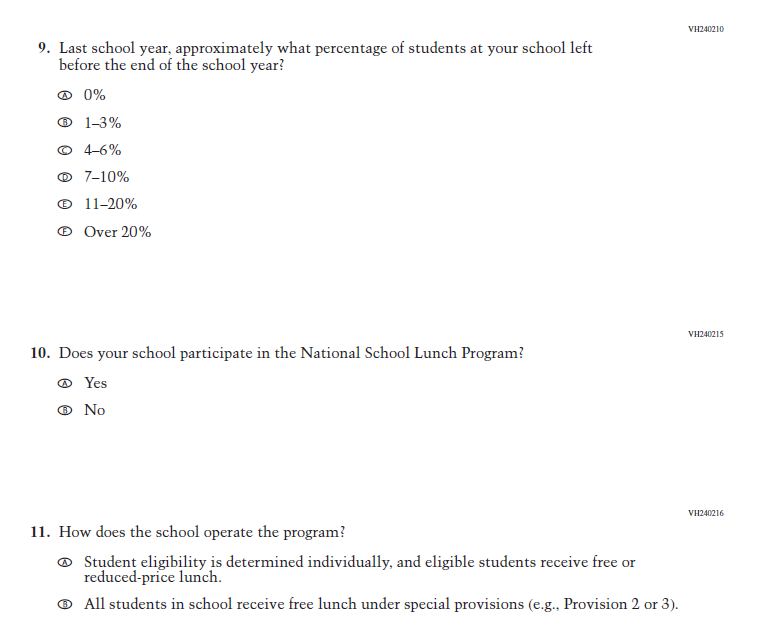 VH240210
9. Last school year, approximately what percentage of students at your school left
before the end of the school year?
A 0%
B 1–3%
C 4–6%
D 7–10%
E 11–20%
F Over 20%
VH240215
10. Does your school participate in the National School Lunch Program?
A Yes
B No
VH240216
11. How does the school operate the program?
A Student eligibility is determined individually, and eligible students receive free or
reduced-price lunch.
B All students in school receive free lunch under special provisions (e.g., Provision 2 or 3).